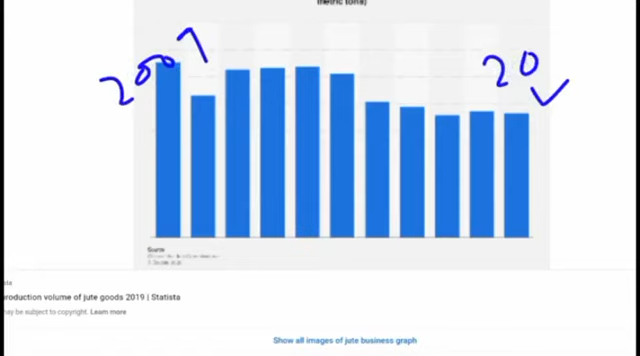 metric tons)
2007
20
Source
roduction volume of jute goods 2019 | Statista
may be subject to copyright. Learn more
Show all images of jute business graph